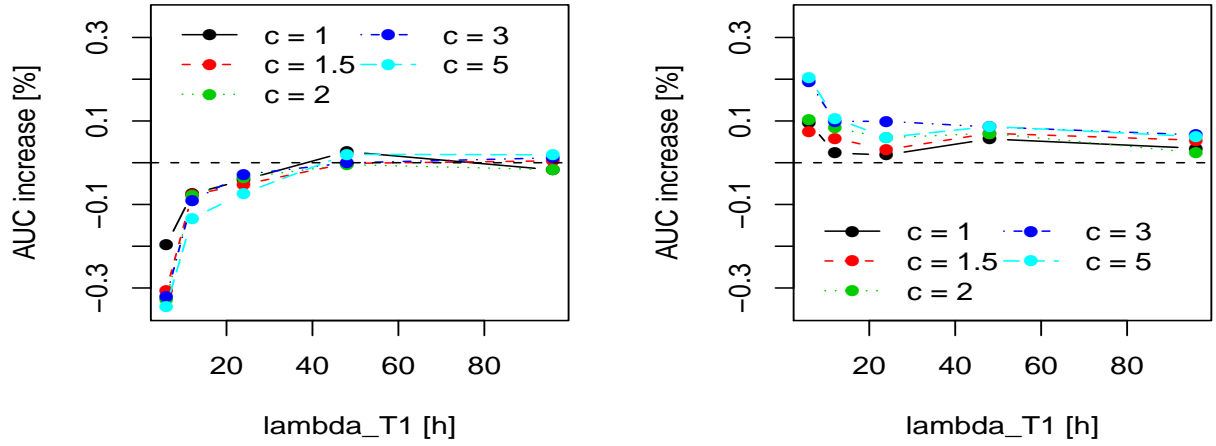 AUC increase [%]
0.3
0.1
−0.1
−0.3
c = 1
c = 1.5
c = 2
c = 3
c = 5
20
40
60
80
lambda_T1 [h]
AUC increase [%]
0.3
0.1
−0.1
−0.3
c = 1
c = 1.5
c = 2
c = 3
c = 5
20
40
60
80
lambda_T1 [h]